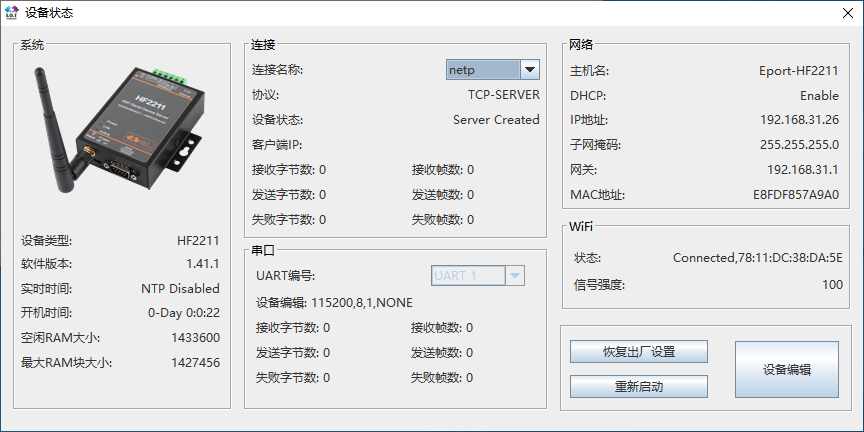 设备状态
系统
HF2211
设备类型: HF2211
软件版本: 1.41.1
实时时间: NTP Disabled
开机时间: 0-Day 0:0:22
空闲RAM大小: 1433600
最大RAM块大小: 1427456
连接
连接名称: netp
协议: TCP-SERVER
设备状态: Server Created
客户端IP:
接收字节数: 0 接收帧数: 0
发送字节数: 0 发送帧数: 0
失败字节数: 0 失败帧数: 0
串口
UART编号: UART 1
设备编辑: 115200,8,1,NONE
接收字节数: 0 接收帧数: 0
发送字节数: 0 发送帧数: 0
失败字节数: 0 失败帧数: 0
网络
主机名: Eport-HF2211
DHCP: Enable
IP地址: 192.168.31.26
子网掩码: 255.255.255.0
网关: 192.168.31.1
MAC地址: E8FDF857A9A0
WiFi
状态: Connected,78:11:DC:38:DA:5E
信号强度: 100
恢复出厂设置
重新启动
设备编辑